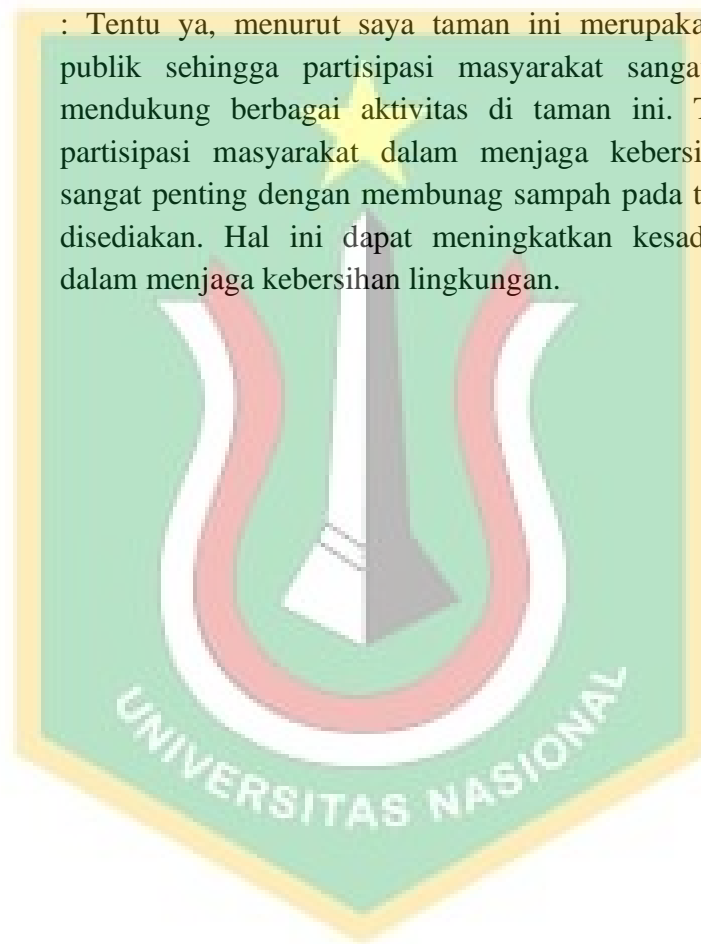 : Tentu ya, menurut saya taman ini merupaka
publik sehingga partisipasi masyarakat sanga
mendukung berbagai aktivitas di taman ini. T
partisipasi masyarakat dalam menjaga kebersi
sangat penting dengan membunag sampah pada t
disediakan. Hal ini dapat meningkatkan kesad
dalam menjaga kebersihan lingkungan.
UNIVERSITAS NASIONAL